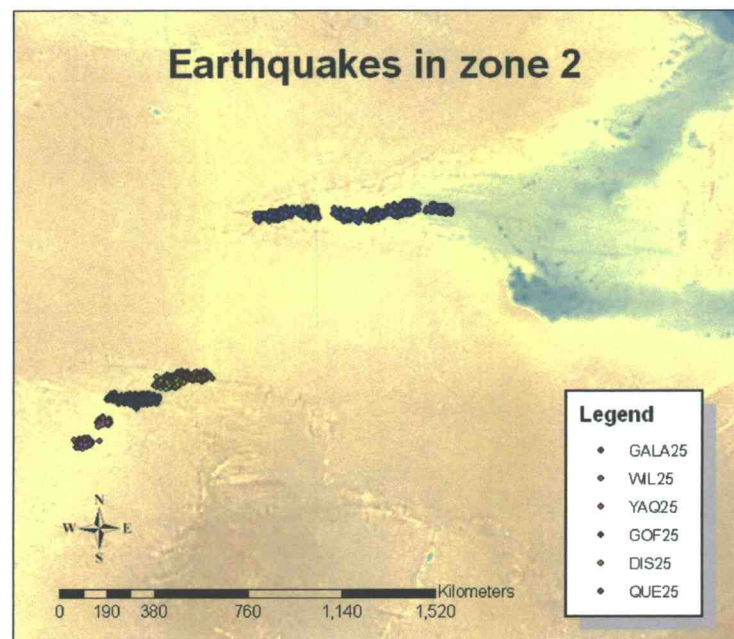 Earthquakes in zone 2
Legend
GALA25
WIL25
YAQ25
GOF25
DIS25
QUE25
N
W E
S
Kilometers
0 190 380 760 1,140 1,520